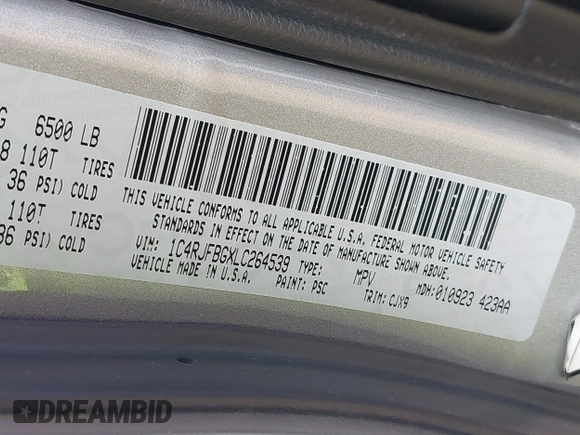 G 6500 LB
8 110T TIRES
36 PSI) COLD
110T TIRES
36 PSI) COLD
THIS VEHICLE CONFORMS TO ALL APPLICABLE U.S.A. FEDERAL MOTOR VEHICLE SAFETY
STANDARDS IN EFFECT ON THE DATE OF MANUFACTURE SHOWN ABOVE.
VIN: 1C4RJFBGXLC264539 TYPE: MPV
VEHICLE MADE IN U.S.A. PAINT: PSC TRIM: CJX9 MDH:010923 423AA
DREAMBID